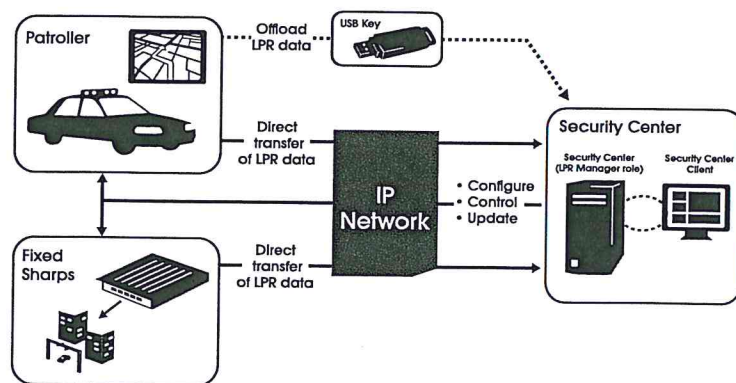 Patroller
Offload
LPR data
USB Key
Direct
transfer
of LPR data
IP
Network
• Configure
• Control
• Update
Security Center
Security Center
(LPR Manager role)
Security Center
Client
Fixed
Sharps
Direct
transfer
of LPR data